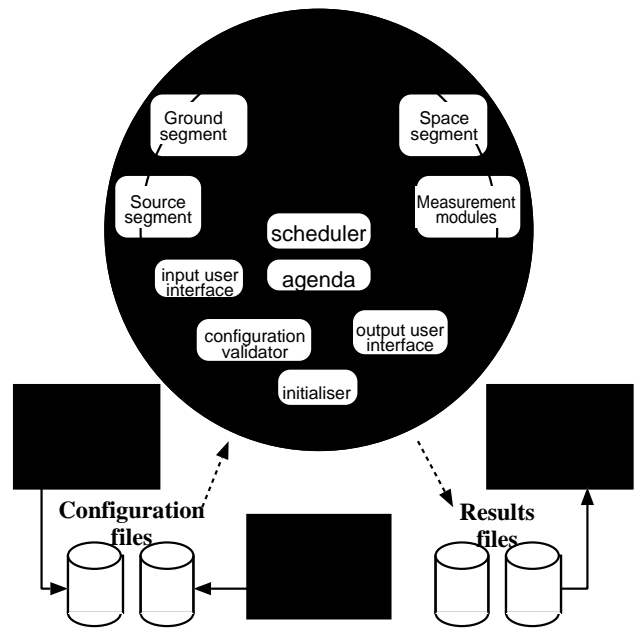 Ground
segment
Space
segment
Source
segment
Measurement
modules
scheduler
input user
interface
agenda
configuration
validator
output user
interface
initialiser
Configuration
files
Results
files